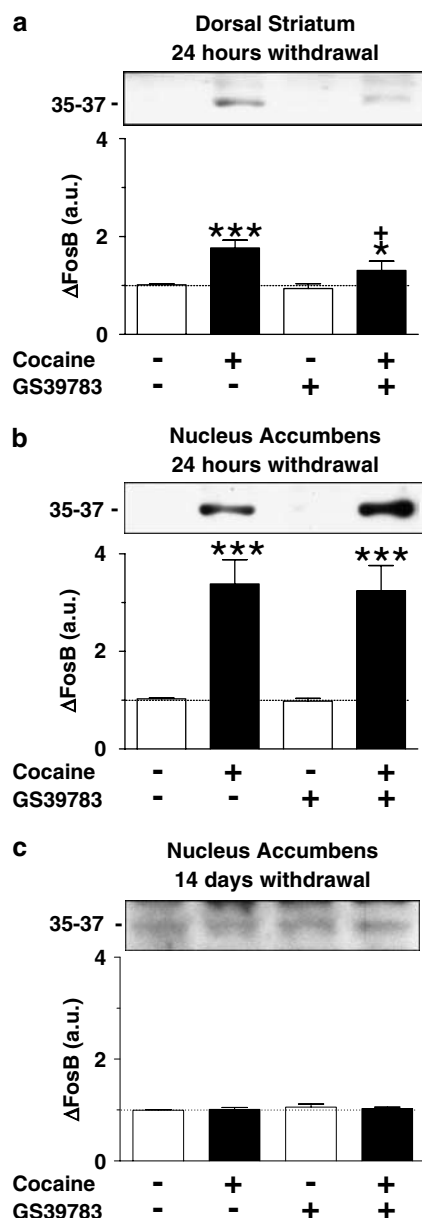 a
Dorsal Striatum
24 hours withdrawal
35-37 -
4
2
0
ΔFosB (a.u.)
***
+
*
Cocaine - + - +
GS39783 - - + +
b
Nucleus Accumbens
24 hours withdrawal
35-37 -
4
2
0
ΔFosB (a.u.)
***
***
Cocaine - + - +
GS39783 - - + +
c
Nucleus Accumbens
14 days withdrawal
35-37 -
4
2
0
ΔFosB (a.u.)
Cocaine - + - +
GS39783 - - + +